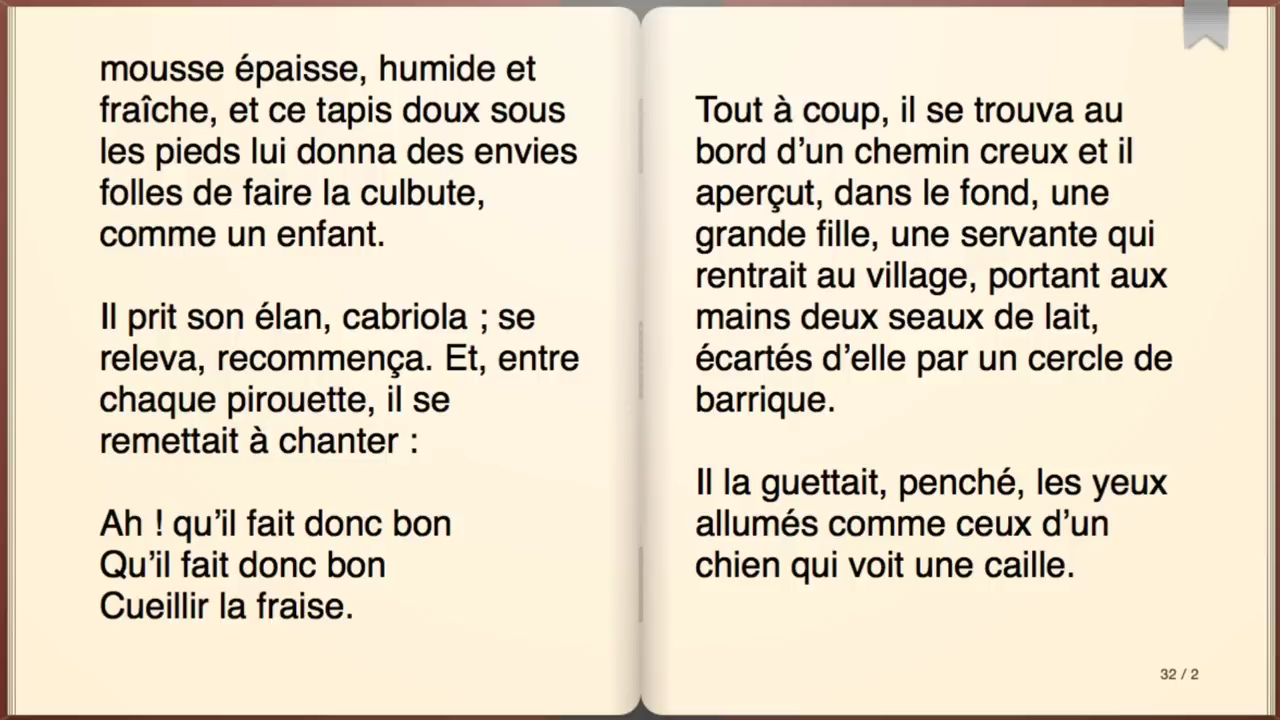 mousse épaisse, humide et
fraîche, et ce tapis doux sous
les pieds lui donna des envies
folles de faire la culbute,
comme un enfant.
Il prit son élan, cabriola ; se
releva, recommença. Et, entre
chaque pirouette, il se
remettait à chanter :
Ah ! qu’il fait donc bon
Qu’il fait donc bon
Cueillir la fraise.
Tout à coup, il se trouva au
bord d’un chemin creux et il
aperçut, dans le fond, une
grande fille, une servante qui
rentrait au village, portant aux
mains deux seaux de lait,
écartés d’elle par un cercle de
barrique.
Il la guettait, penché, les yeux
allumés comme ceux d’un
chien qui voit une caille.
32 / 2